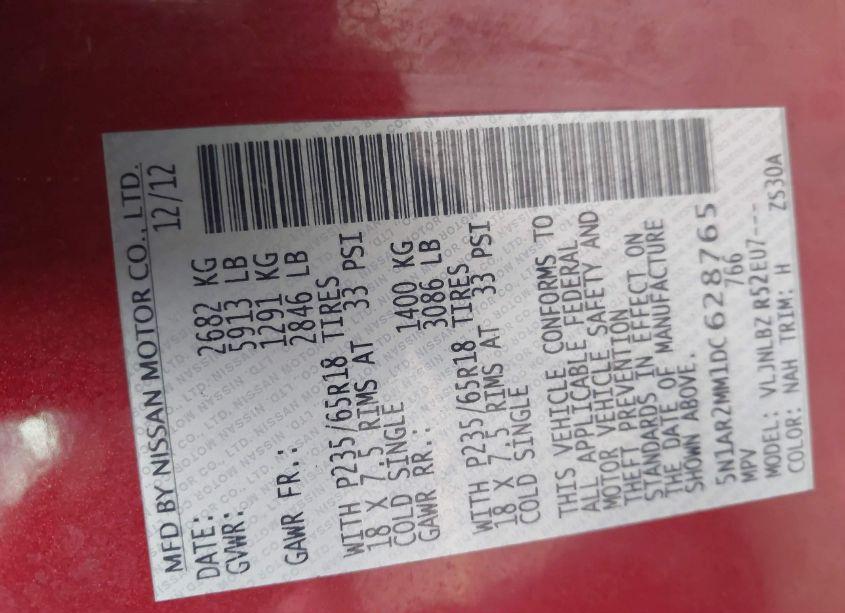 MFD BY NISSAN MOTOR CO., LTD.
DATE: 12/12
GVWR: 2682 KG
5913 LB
GAWR FR.: 1291 KG
2846 LB
WITH P235/65R18 TIRES
18 X 7.5 RIMS AT 33 PSI
COLD SINGLE
GAWR RR.: 1400 KG
3086 LB
WITH P235/65R18 TIRES
18 X 7.5 RIMS AT 33 PSI
COLD SINGLE
THIS VEHICLE CONFORMS TO
ALL APPLICABLE FEDERAL
MOTOR VEHICLE SAFETY AND
THEFT PREVENTION
STANDARDS IN EFFECT ON
THE DATE OF MANUFACTURE
SHOWN ABOVE.
5N1AR2MM1DC628765
MPV 766
MODEL: VLJNLBZ R52EU7---
COLOR: NAH TRIM: H ZS30A